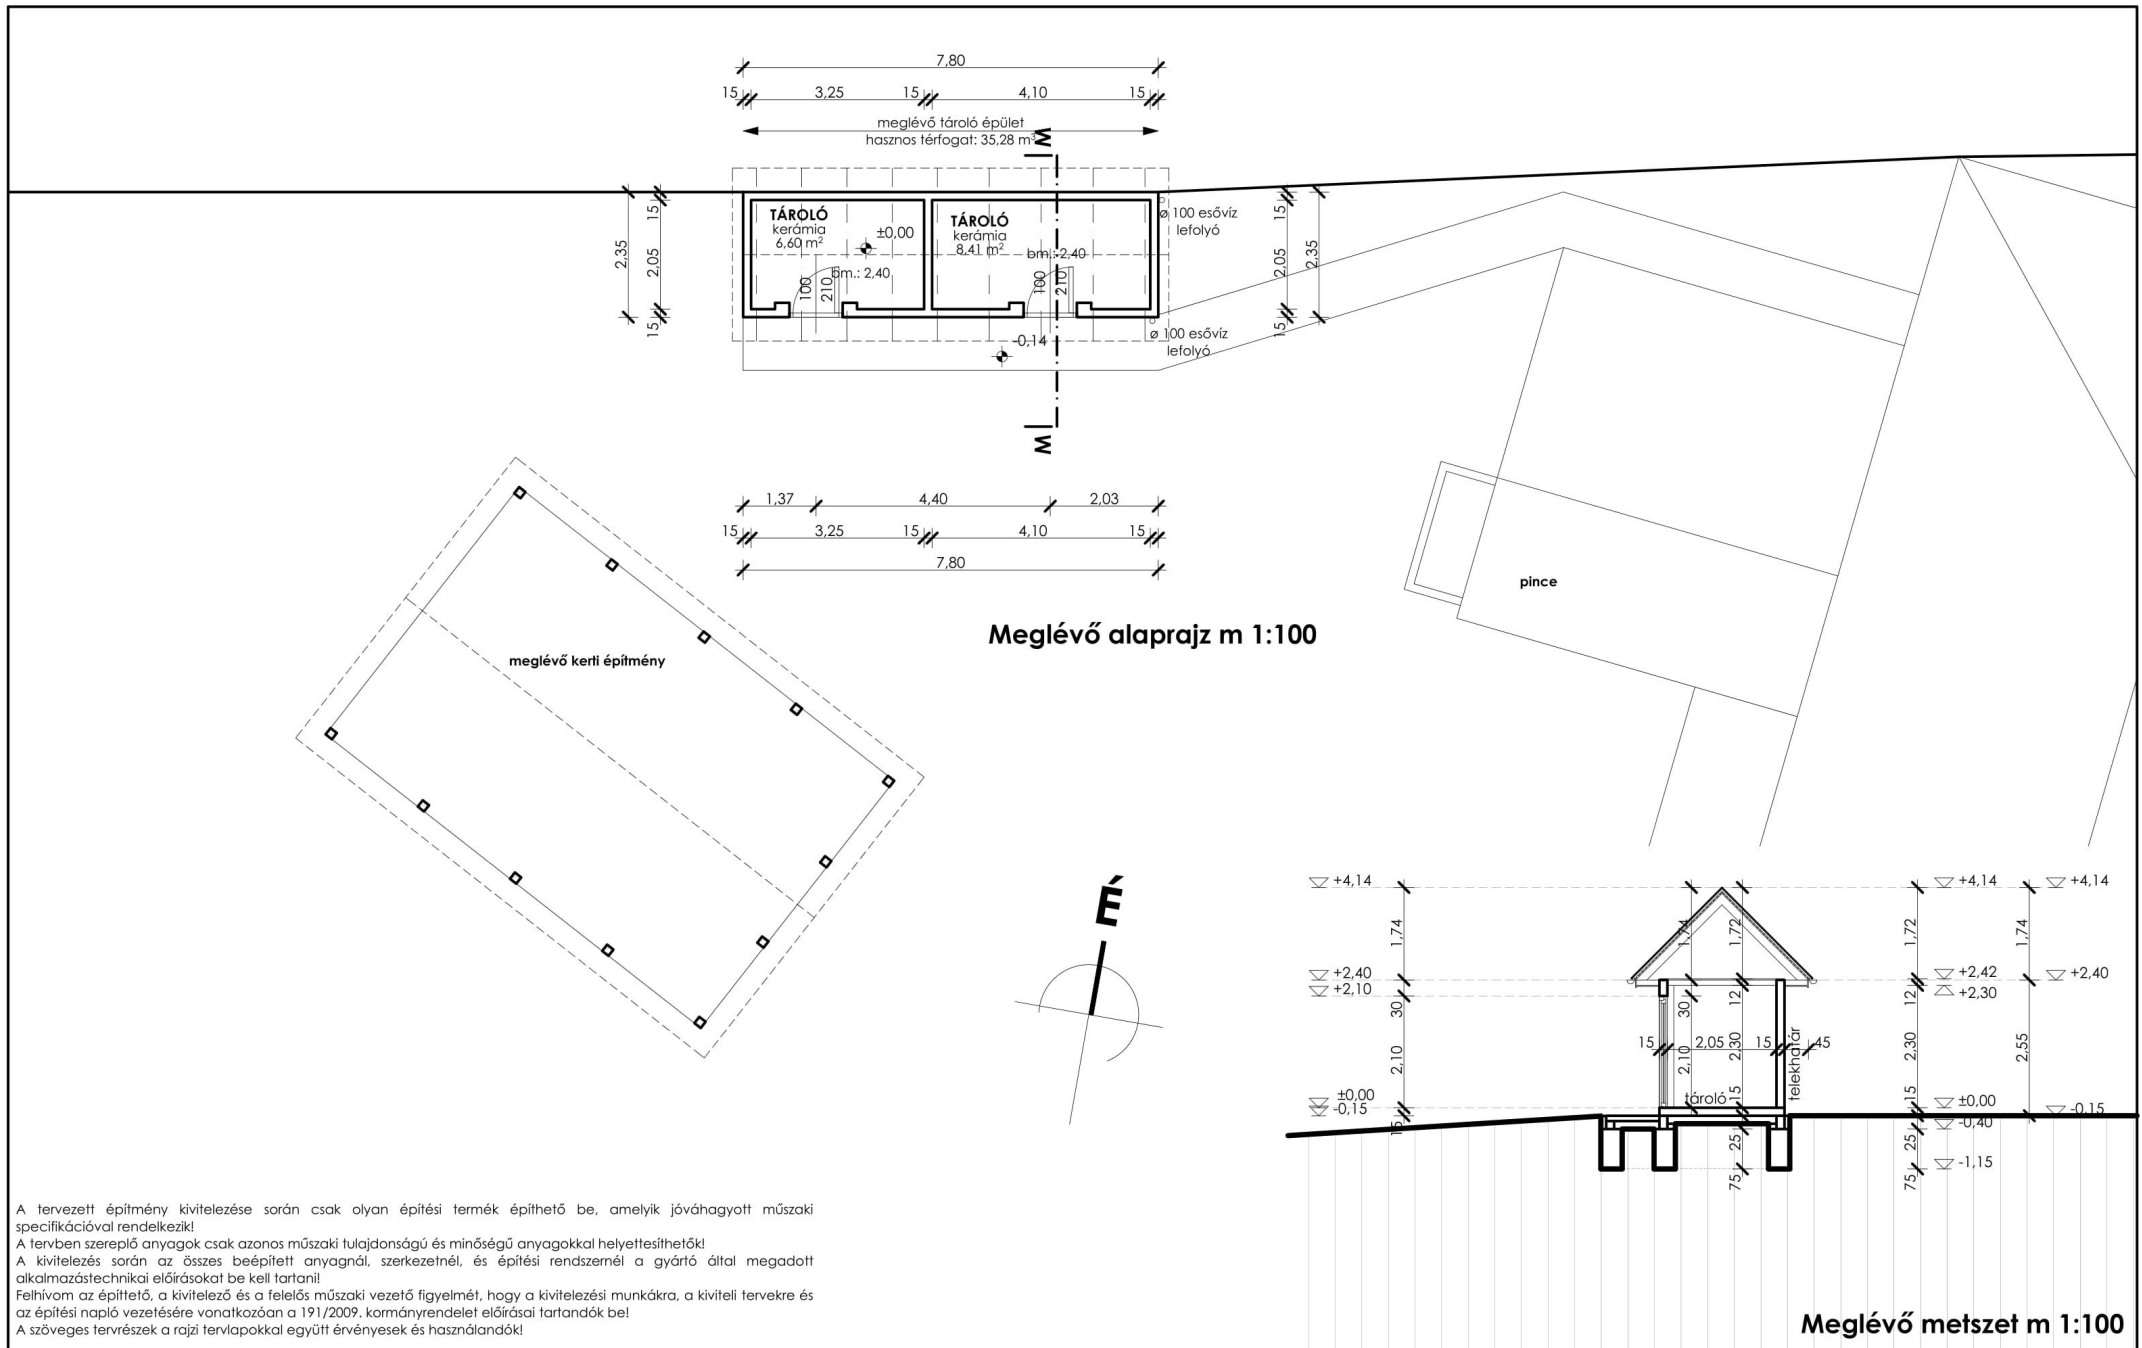 7,80
15 3,25 15 4,10 15
meglévő tároló épület
hasznos térfogat: 35,28 m³
W
TÁROLÓ
kerámia
6,60 m²
±0,00
bm.: 2,40
100
210
TÁROLÓ
kerámia
8,41 m²
bm.: 2,40
100
210
2,35
15
2,05
15
15
2,05
15
2,35
ø 100 esővíz
lefolyó
ø 100 esővíz
lefolyó
-0,14
W
1,37 4,40 2,03
15 3,25 15 4,10 15
7,80
Meglévő alaprajz m 1:100
pince
meglévő kerti építmény
É
+4,14
+2,40
+2,10
±0,00
-0,15
1,74
30
2,10
15
1,74
30
2,10
1,72
12
2,30
15
25
75
15 2,05 15 45
tároló
telekhatár
1,72
12
2,30
15
25
75
+4,14
+2,42
+2,30
±0,00
-0,40
-1,15
1,74
2,55
+4,14
+2,40
-0,15
A tervezett építmény kivitelezése során csak olyan építési termék építhető be, amelyik jóváhagyott műszaki
specifikációval rendelkezik!
A tervben szereplő anyagok csak azonos műszaki tulajdonságú és minőségű anyagokkal helyettesíthetők!
A kivitelezés során az összes beépített anyagnál, szerkezetnél, és építési rendszernél a gyártó által megadott
alkalmazástechnikai előírásokat be kell tartani!
Felhívom az építtető, a kivitelező és a felelős műszaki vezető figyelmét, hogy a kivitelezési munkákra, a kiviteli tervekre és
az építési napló vezetésére vonatkozóan a 191/2009. kormányrendelet előírásai tartandók be!
A szöveges tervrészek a rajzi tervlapokkal együtt érvényesek és használandók!
Meglévő metszet m 1:100